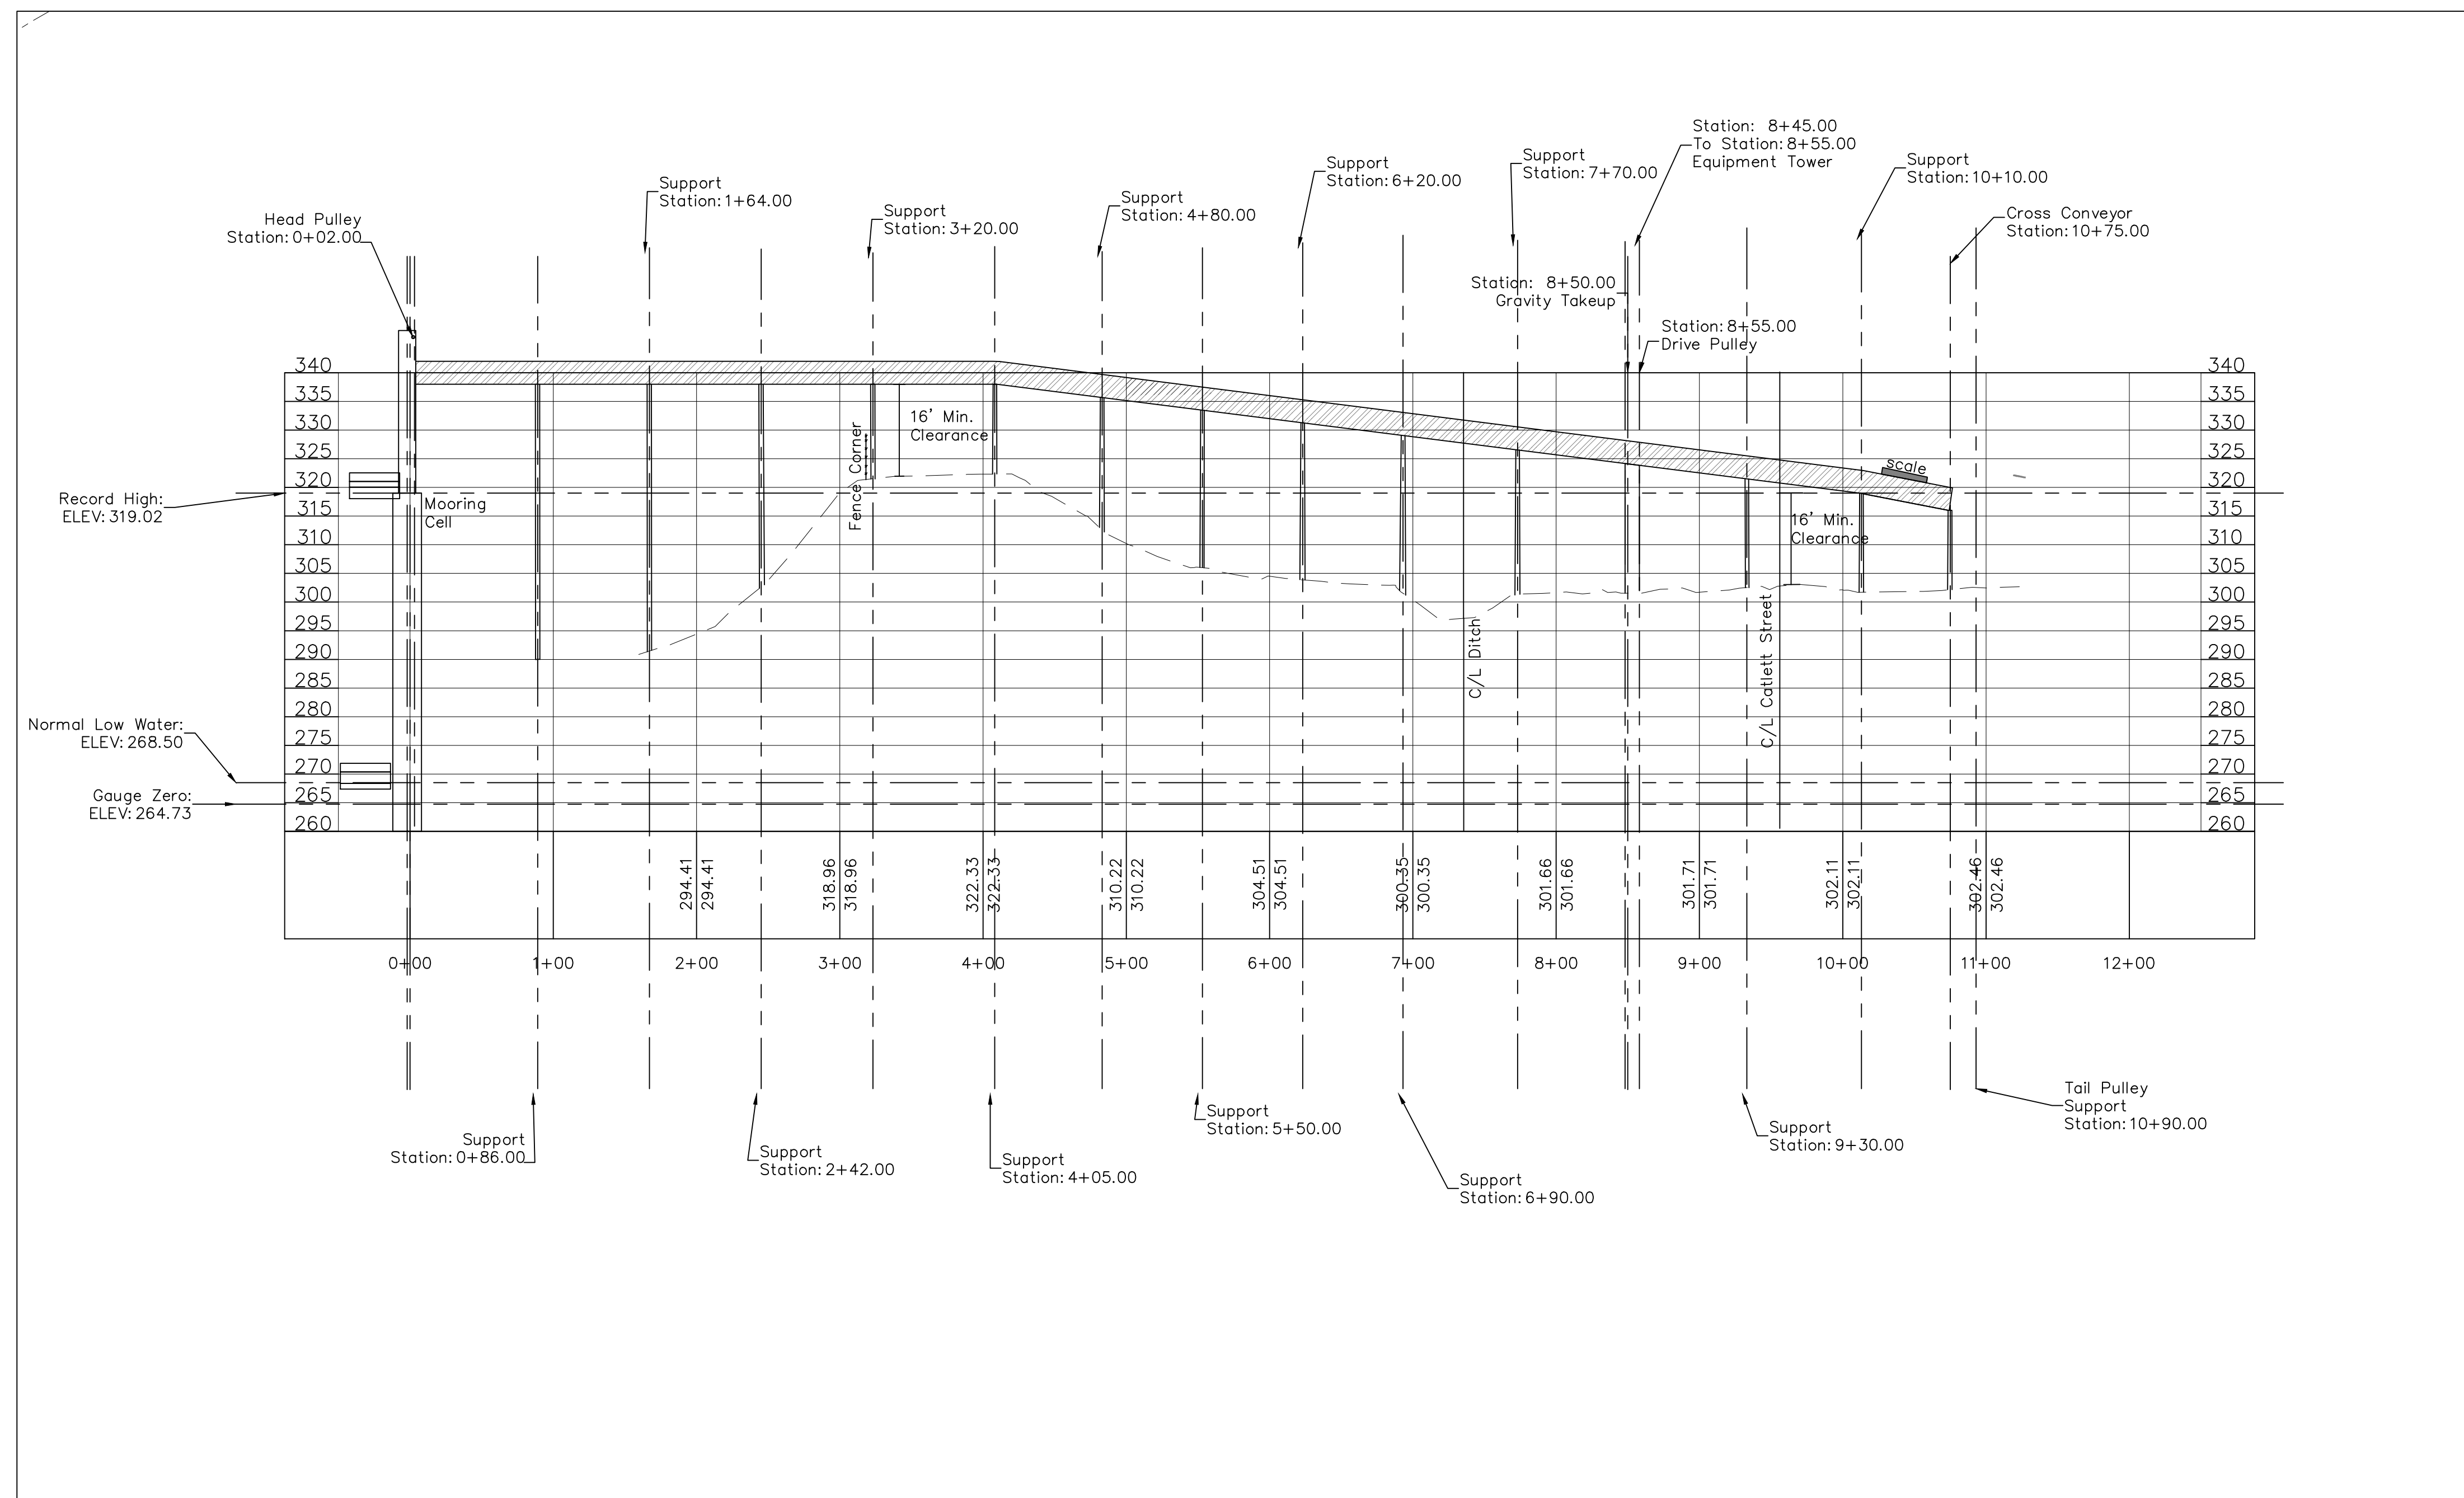 Station: 8+45.00
To Station:8+55.00
Equipment Tower
Support
Station:7+70.00
Support
Station:10+10.00
Support
Station:6+20.00
Support
Station:1+64.00
Support
Station:4+80.00
Support
Station:3+20.00
Head Pulley
Station:0+02.00
Cross Conveyor
Station:10+75.00
Station: 8+50.00
Gravity Takeup
Station:8+55.00
Drive Pulley
340
335
330
325
320
315
310
305
300
295
290
285
280
275
270
265
260
340
335
330
325
320
315
310
305
300
295
290
285
280
275
270
265
260
16' Min.
Clearance
Fence Corner
scale
Record High:
ELEV:319.02
Mooring
Cell
16' Min.
Clearance
C/L Ditch
C/L Catlett Street
Normal Low Water:
ELEV:268.50
Gauge Zero:
ELEV:264.73
294.41
294.41
318.96
318.96
322.33
322.33
310.22
310.22
304.51
304.51
300.35
300.35
301.66
301.66
301.71
301.71
302.11
302.11
302.46
302.46
0+00
1+00
2+00
3+00
4+00
5+00
6+00
7+00
8+00
9+00
10+00
11+00
12+00
Support
Station:0+86.00
Support
Station:2+42.00
Support
Station:4+05.00
Support
Station:5+50.00
Support
Station:6+90.00
Support
Station:9+30.00
Tail Pulley
Support
Station:10+90.00